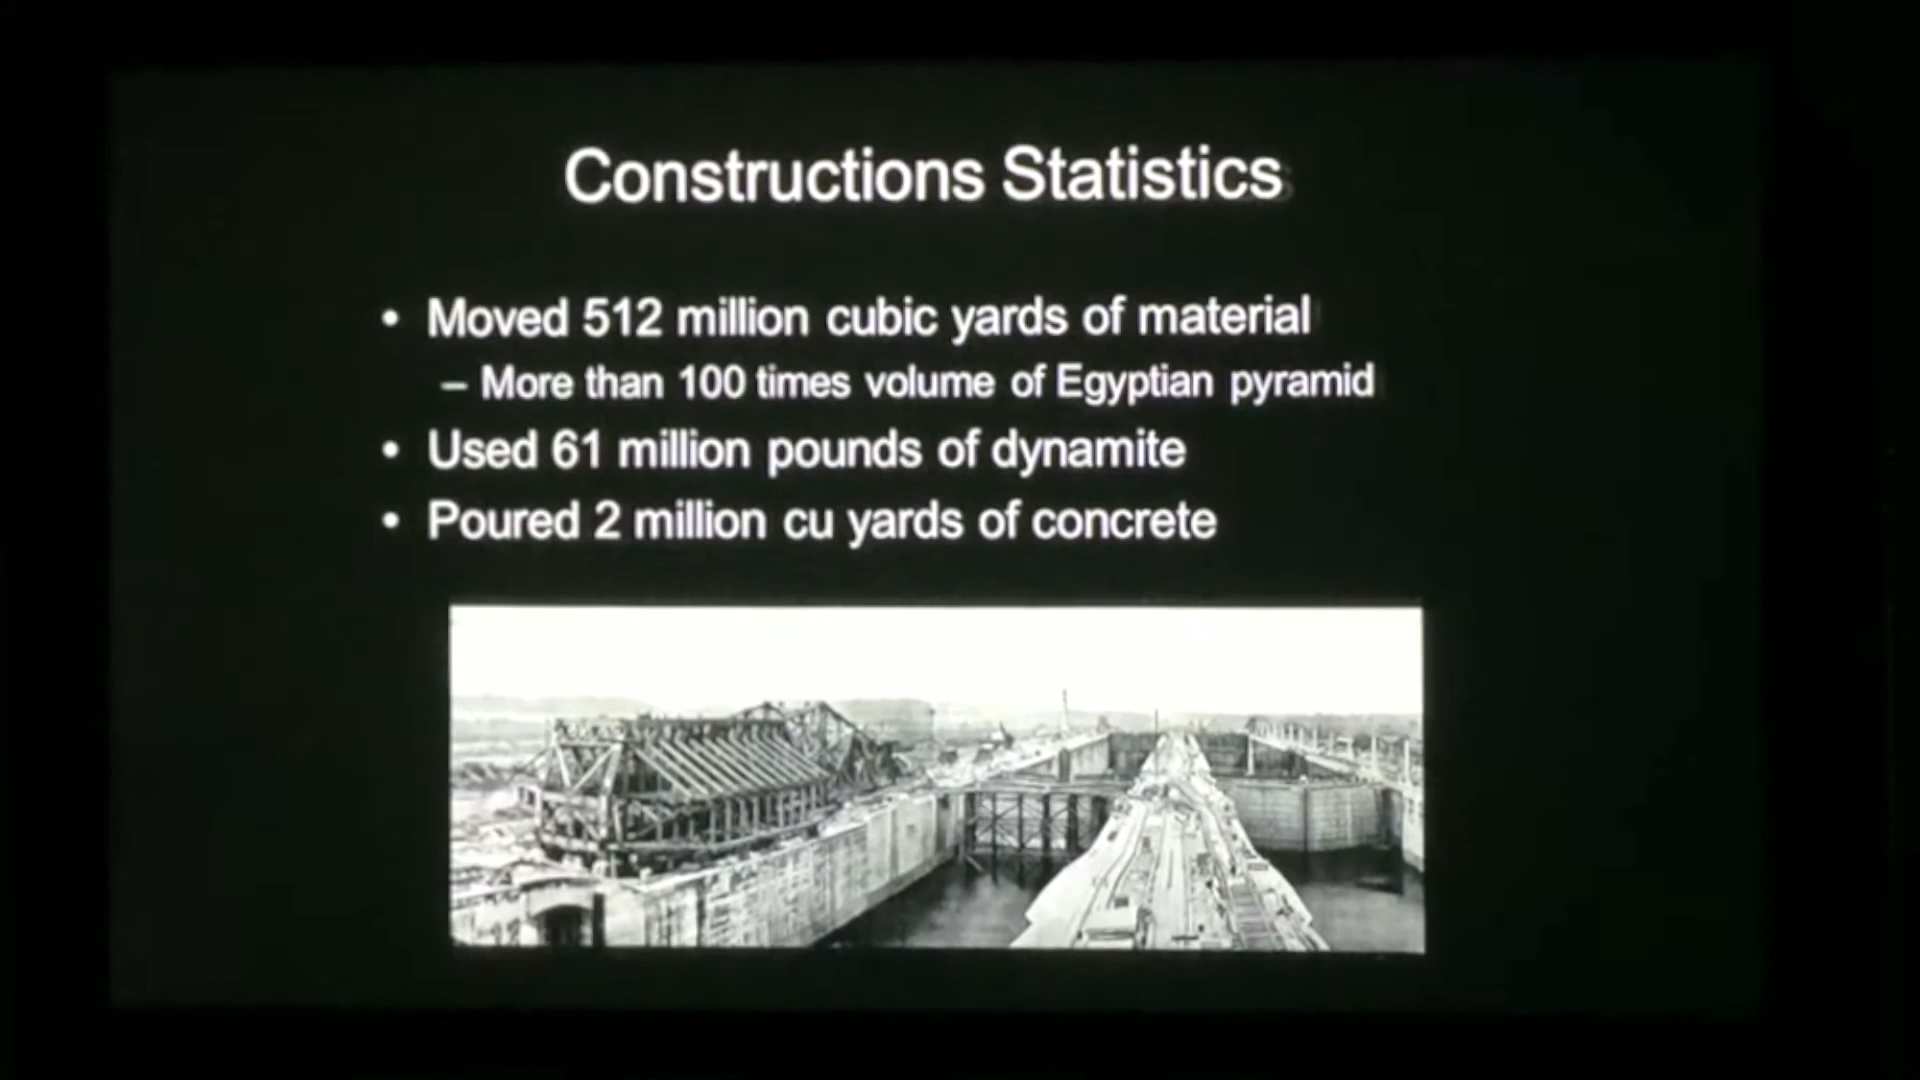 Constructions Statistics
• Moved 512 million cubic yards of material
– More than 100 times volume of Egyptian pyramid
• Used 61 million pounds of dynamite
• Poured 2 million cu yards of concrete